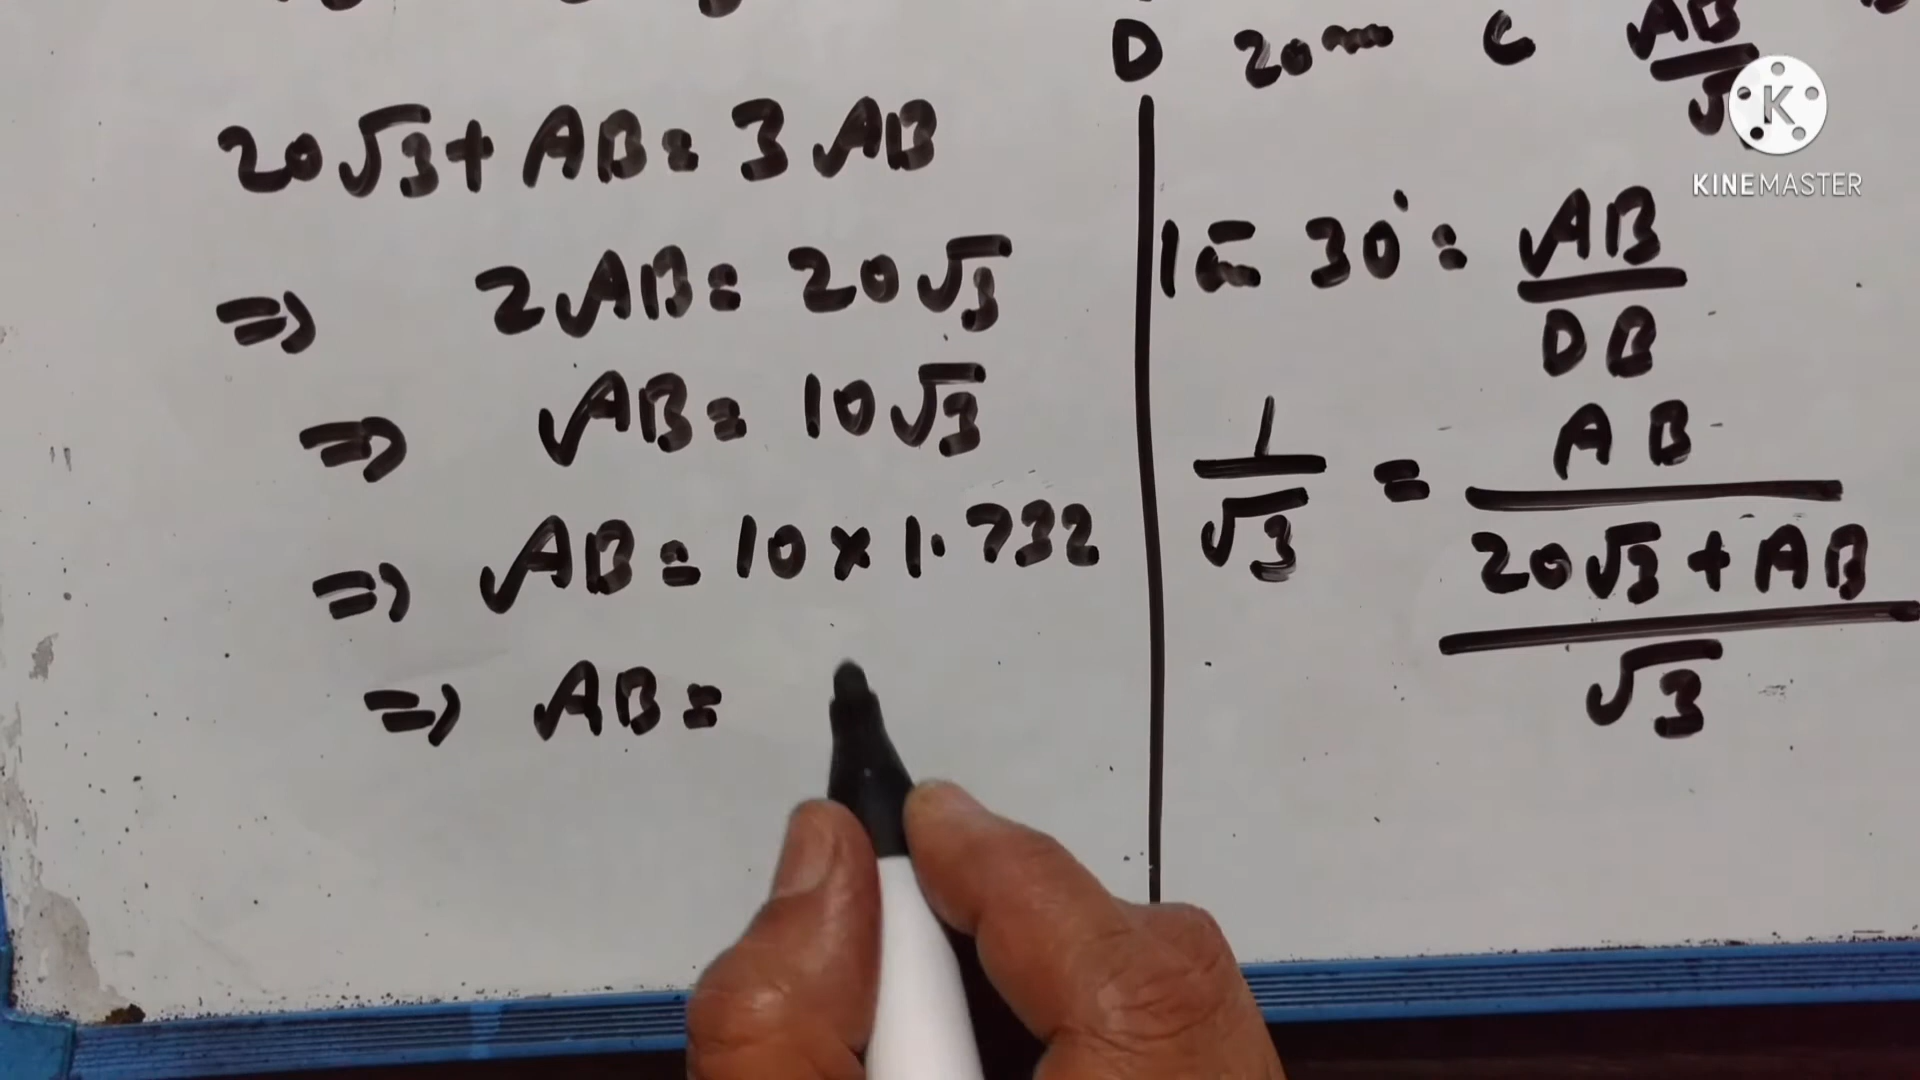 20√3 + AB = 3 AB
⇒ 2AB = 20√3
⇒ AB = 10√3
⇒ AB = 10 × 1.732
⇒ AB =
D 20m C AB
K
KINEMASTER
tan 30° = AB
DB
1 = AB
√3 20√3 + AB
√3